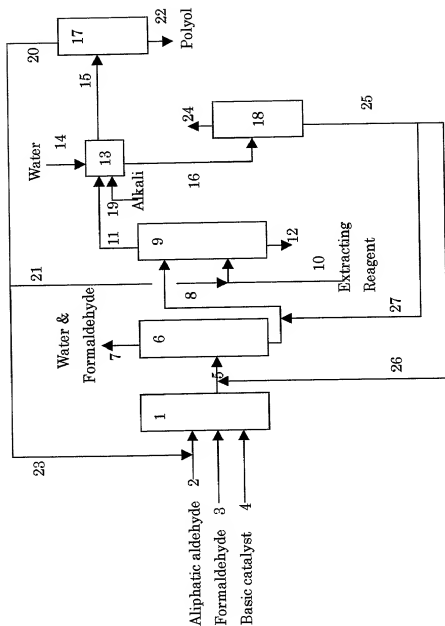 20
17
22
Polyol
15
Water
14
13
24
18
25
16
19
Alkali
11
9
12
21
10
Extracting
Reagent
8
Water &
Formaldehyde
7
6
27
5
26
1
23
Aliphatic aldehyde 2
Formaldehyde 3
Basic catalyst 4